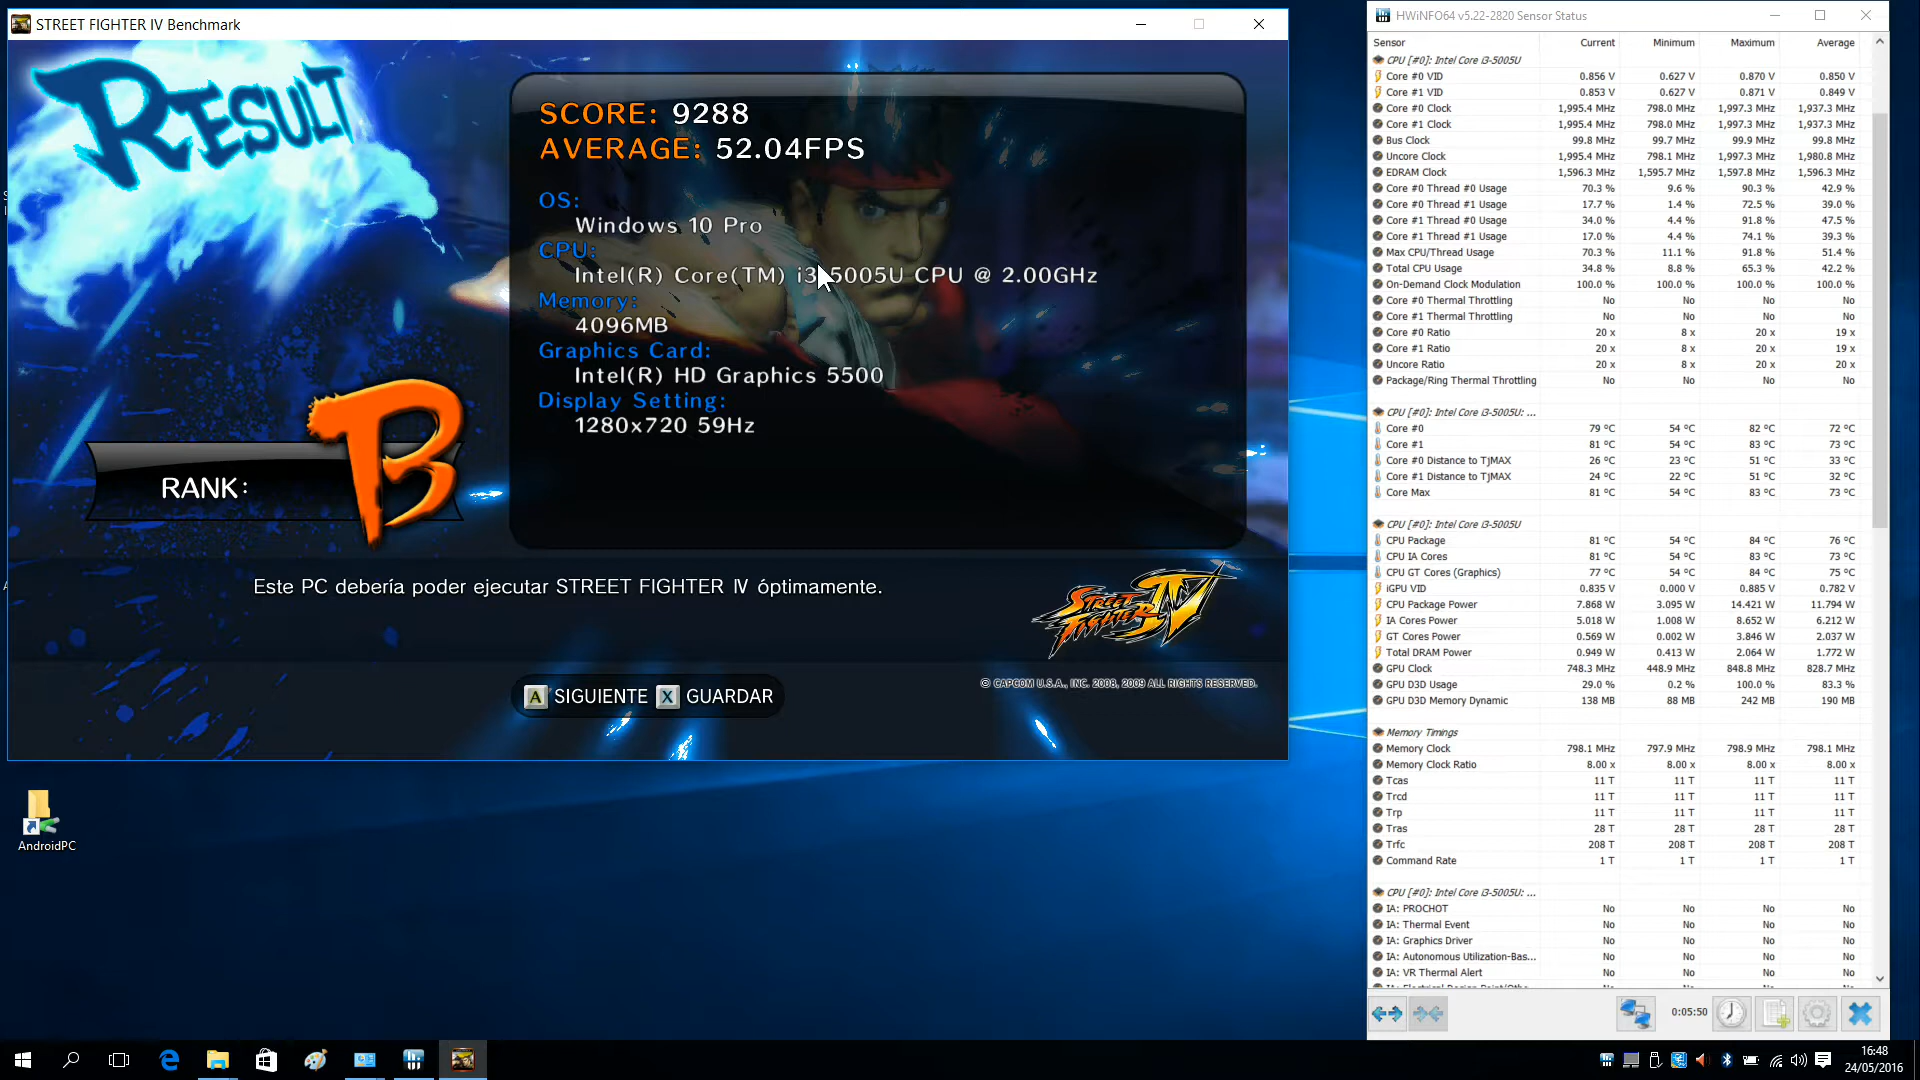 STREET FIGHTER IV Benchmark
RESULT
SCORE: 9288
AVERAGE: 52.04FPS
OS:
Windows 10 Pro
CPU:
Intel(R) Core(TM) i3-5005U CPU @ 2.00GHz
Memory:
4096MB
Graphics Card:
Intel(R) HD Graphics 5500
Display Setting:
1280x720 59Hz
RANK: B
Este PC debería poder ejecutar STREET FIGHTER IV óptimamente.
STREET FIGHTER IV
© CAPCOM U.S.A., INC. 2008, 2009 ALL RIGHTS RESERVED.
A SIGUIENTE X GUARDAR
AndroidPC
HWiNFO64 v5.22-2820 Sensor Status
Sensor Current Minimum Maximum Average
CPU [#0]: Intel Core i3-5005U
Core #0 VID 0.856 V 0.627 V 0.870 V 0.850 V
Core #1 VID 0.853 V 0.627 V 0.871 V 0.849 V
Core #0 Clock 1,995.4 MHz 798.0 MHz 1,997.3 MHz 1,937.3 MHz
Core #1 Clock 1,995.4 MHz 798.0 MHz 1,997.3 MHz 1,937.3 MHz
Bus Clock 99.8 MHz 99.7 MHz 99.9 MHz 99.8 MHz
Uncore Clock 1,995.4 MHz 798.1 MHz 1,997.3 MHz 1,980.8 MHz
EDRAM Clock 1,596.3 MHz 1,595.7 MHz 1,597.8 MHz 1,596.3 MHz
Core #0 Thread #0 Usage 70.3 % 9.6 % 90.3 % 42.9 %
Core #0 Thread #1 Usage 17.7 % 1.4 % 72.5 % 39.0 %
Core #1 Thread #0 Usage 34.0 % 4.4 % 91.8 % 47.5 %
Core #1 Thread #1 Usage 17.0 % 4.4 % 74.1 % 39.3 %
Max CPU/Thread Usage 70.3 % 11.1 % 91.8 % 51.4 %
Total CPU Usage 34.8 % 8.8 % 65.3 % 42.2 %
On-Demand Clock Modulation 100.0 % 100.0 % 100.0 % 100.0 %
Core #0 Thermal Throttling No No No No
Core #1 Thermal Throttling No No No No
Core #0 Ratio 20 x 8 x 20 x 19 x
Core #1 Ratio 20 x 8 x 20 x 19 x
Uncore Ratio 20 x 8 x 20 x 20 x
Package/Ring Thermal Throttling No No No No
CPU [#0]: Intel Core i3-5005U: ...
Core #0 79 °C 54 °C 82 °C 72 °C
Core #1 81 °C 54 °C 83 °C 73 °C
Core #0 Distance to TjMAX 26 °C 23 °C 51 °C 33 °C
Core #1 Distance to TjMAX 24 °C 22 °C 51 °C 32 °C
Core Max 81 °C 54 °C 83 °C 73 °C
CPU [#0]: Intel Core i3-5005U
CPU Package 81 °C 54 °C 84 °C 76 °C
CPU IA Cores 81 °C 54 °C 83 °C 73 °C
CPU GT Cores (Graphics) 77 °C 54 °C 84 °C 75 °C
iGPU VID 0.835 V 0.000 V 0.885 V 0.782 V
CPU Package Power 7.868 W 3.095 W 14.421 W 11.794 W
IA Cores Power 5.018 W 1.008 W 8.652 W 6.212 W
GT Cores Power 0.569 W 0.002 W 3.846 W 2.037 W
Total DRAM Power 0.949 W 0.413 W 2.064 W 1.772 W
GPU Clock 748.3 MHz 448.9 MHz 848.8 MHz 828.7 MHz
GPU D3D Usage 29.0 % 0.2 % 100.0 % 83.3 %
GPU D3D Memory Dynamic 138 MB 88 MB 242 MB 190 MB
Memory Timings
Memory Clock 798.1 MHz 797.9 MHz 798.9 MHz 798.1 MHz
Memory Clock Ratio 8.00 x 8.00 x 8.00 x 8.00 x
Tcas 11 T 11 T 11 T 11 T
Trcd 11 T 11 T 11 T 11 T
Trp 11 T 11 T 11 T 11 T
Tras 28 T 28 T 28 T 28 T
Trfc 208 T 208 T 208 T 208 T
Command Rate 1 T 1 T 1 T 1 T
CPU [#0]: Intel Core i3-5005U: ...
IA: PROCHOT No No No No
IA: Thermal Event No No No No
IA: Graphics Driver No No No No
IA: Autonomous Utilization-Bas... No No No No
IA: VR Thermal Alert No No No No
0:05:50
16:48
24/05/2016